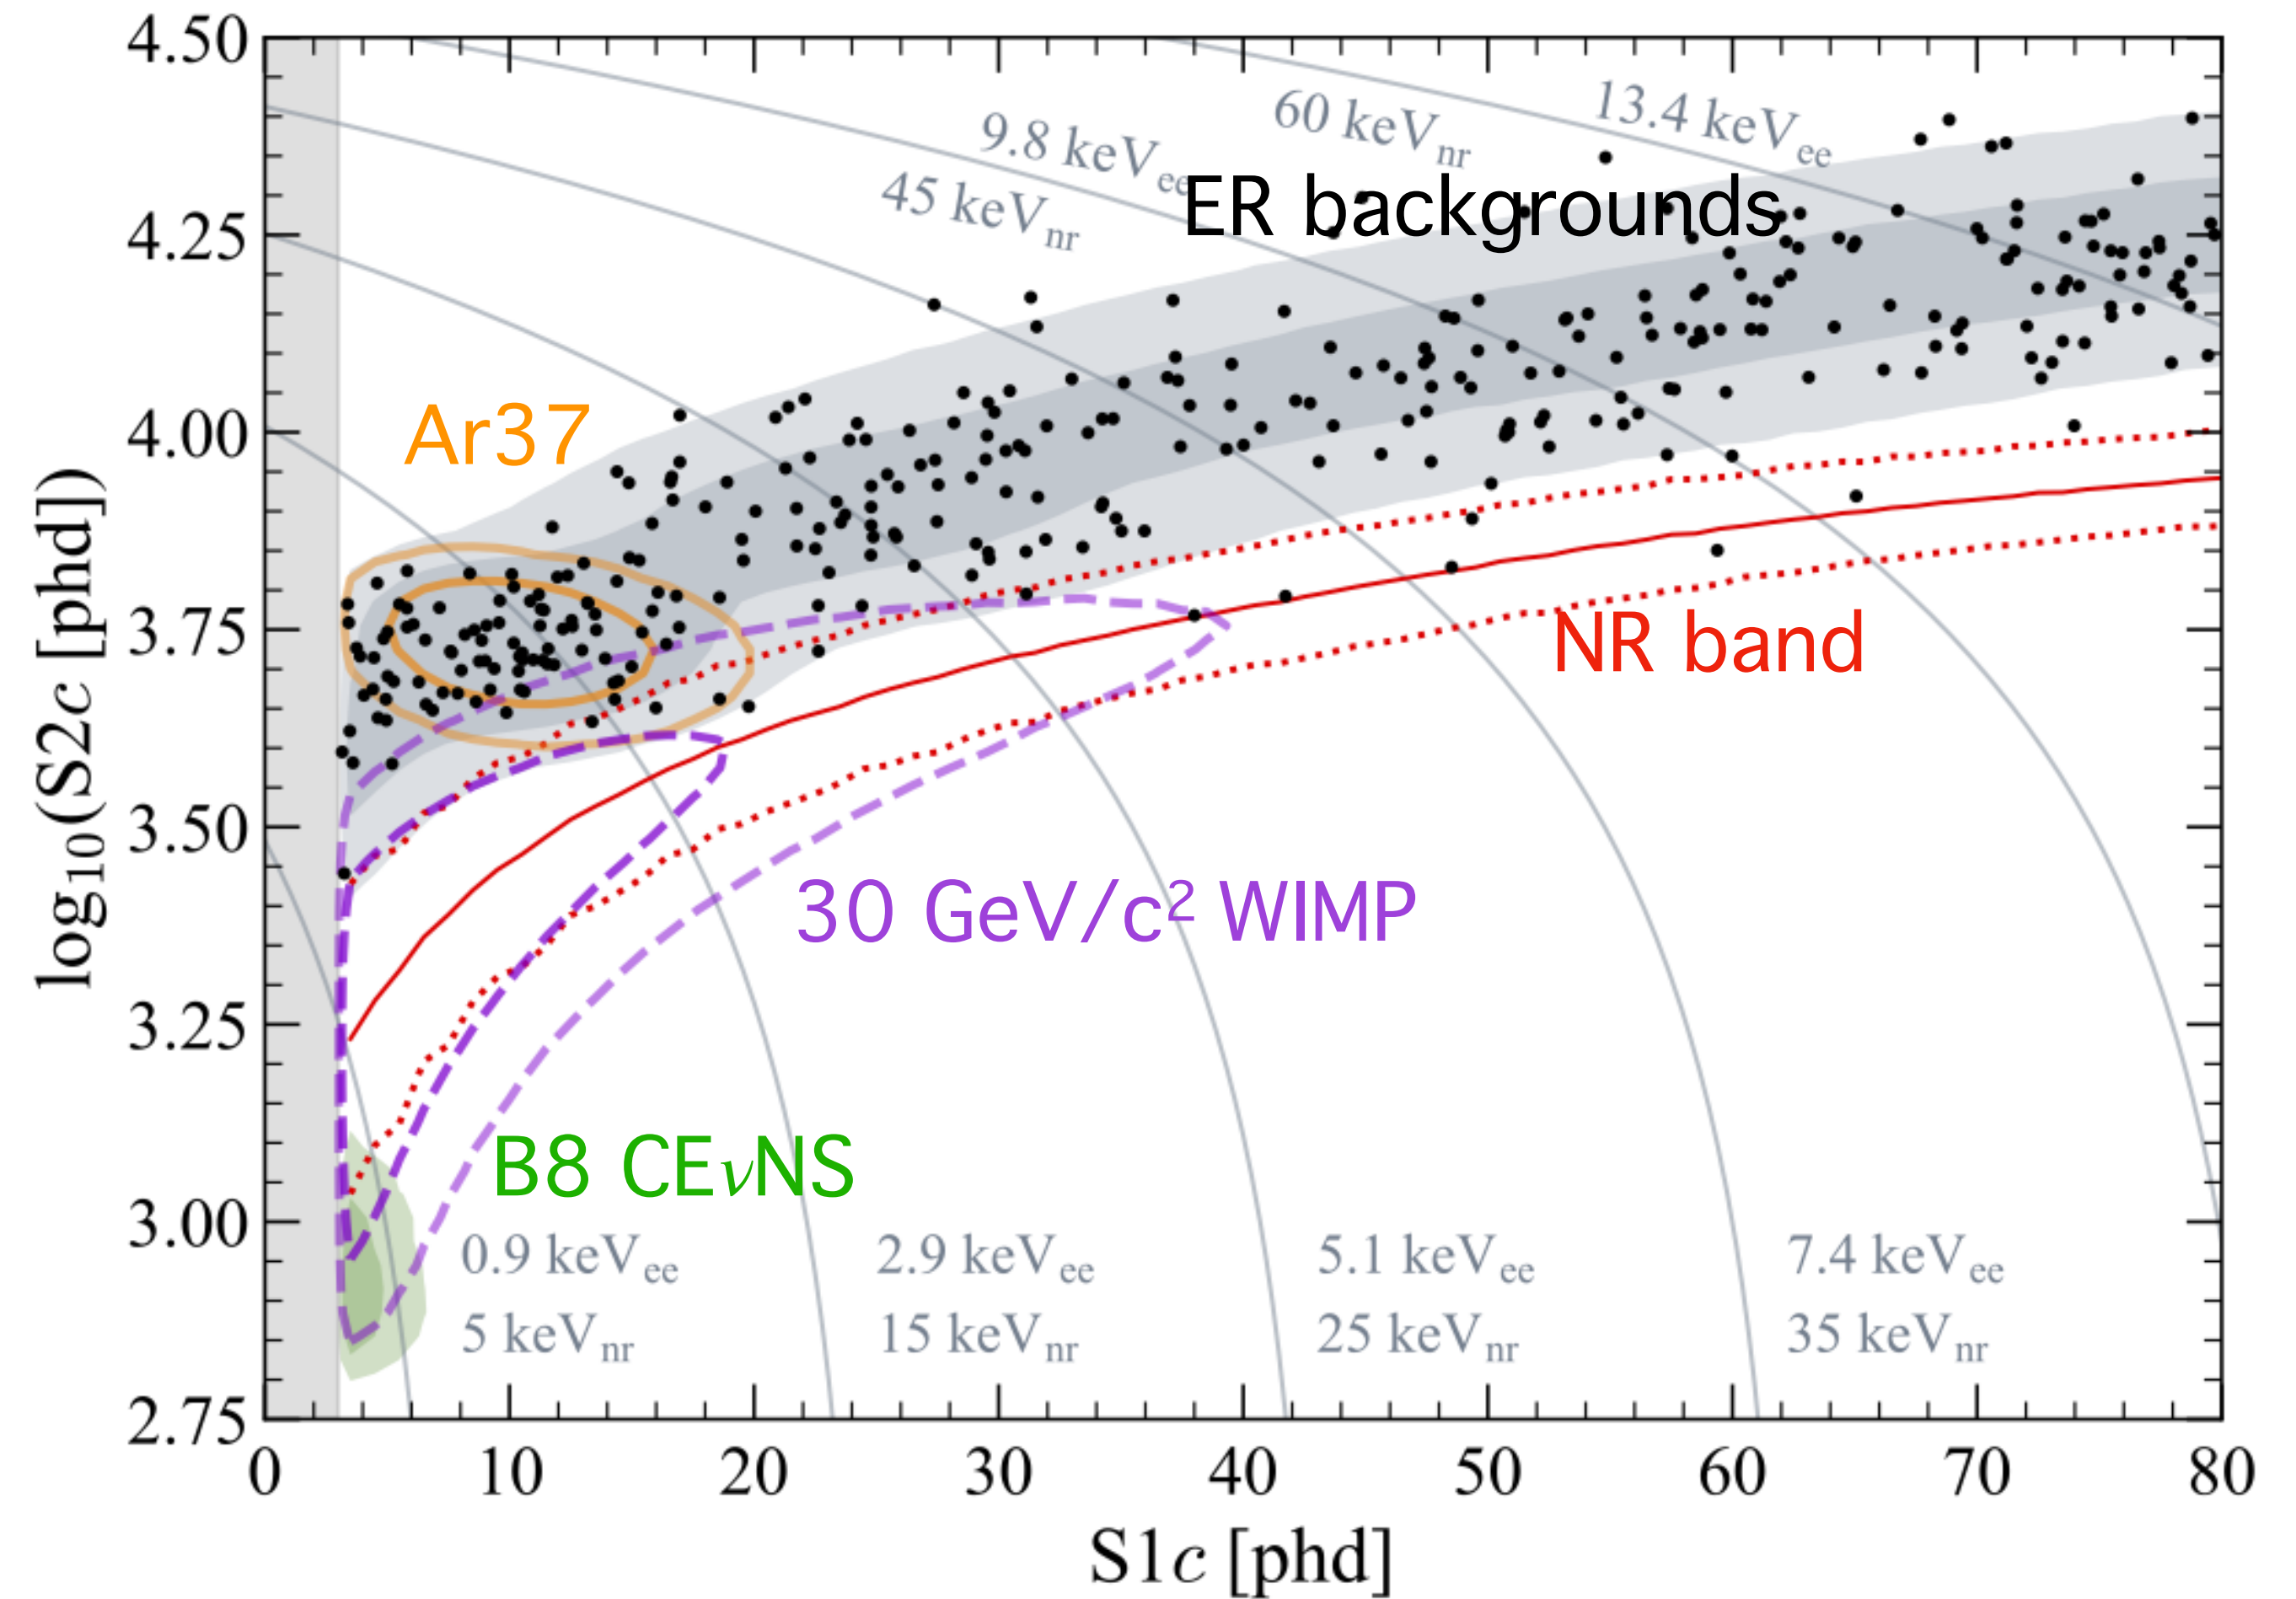 4.50
13.4 keVee
60 keVnr
9.8 keVee
ER backgrounds
45 keVnr
4.25
Ar37
4.00
3.75
NR band
log10(S2c [phd])
3.50
30 GeV/c2 WIMP
3.25
B8 CEνNS
3.00
0.9 keVee 2.9 keVee 5.1 keVee 7.4 keVee
5 keVnr 15 keVnr 25 keVnr 35 keVnr
2.75
0 10 20 30 40 50 60 70 80
S1c [phd]